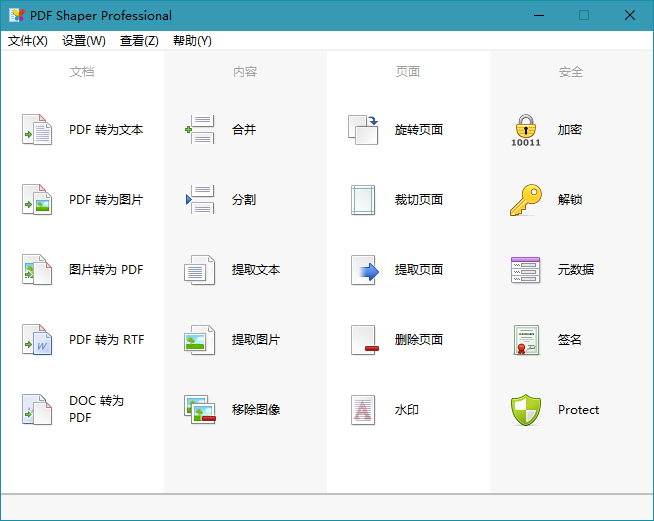 PDF Shaper Professional
文件(X) 设置(W) 查看(Z) 帮助(Y)
文档
PDF 转为文本
PDF 转为图片
图片转为 PDF
PDF 转为 RTF
DOC 转为
PDF
内容
合并
分割
提取文本
提取图片
移除图像
页面
旋转页面
裁切页面
提取页面
删除页面
水印
安全
10011
加密
解锁
元数据
签名
Protect